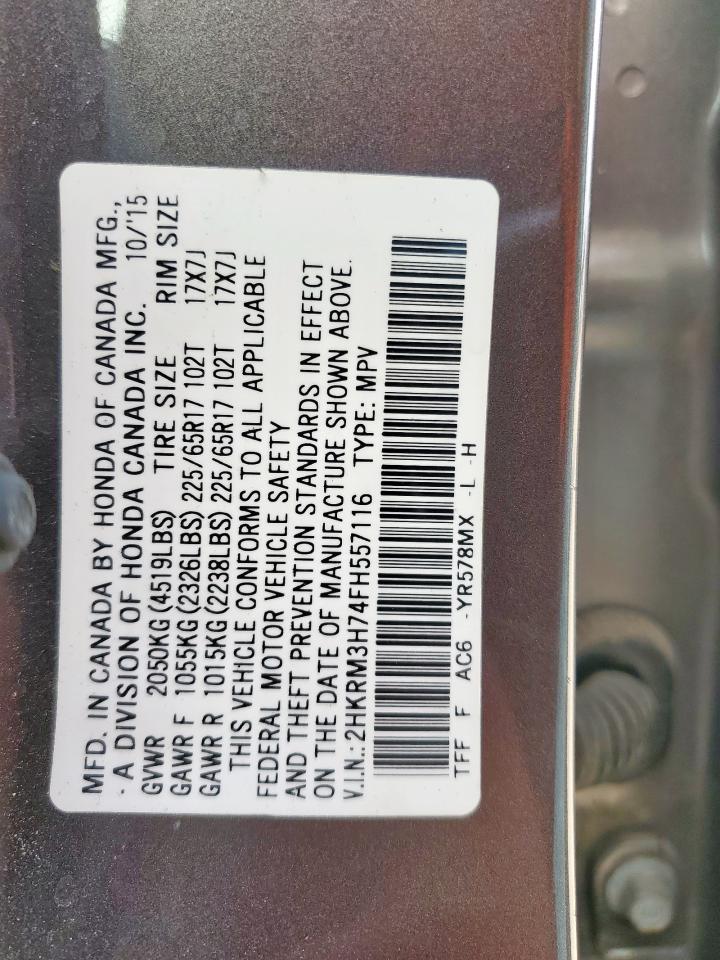 MFD. IN CANADA BY HONDA OF CANADA MFG.,
- A DIVISION OF HONDA CANADA INC. 10/'15
GVWR 2050KG(4519LBS) TIRE SIZE RIM SIZE
GAWR F 1055KG(2326LBS) 225/65R17 102T 17X7J
GAWR R 1015KG(2238LBS) 225/65R17 102T 17X7J
THIS VEHICLE CONFORMS TO ALL APPLICABLE
FEDERAL MOTOR VEHICLE SAFETY
AND THEFT PREVENTION STANDARDS IN EFFECT
ON THE DATE OF MANUFACTURE SHOWN ABOVE.
V.I.N.: 2HKRM3H74FH557116 TYPE: MPV
TFF F AC6 -YR578MX -L -H